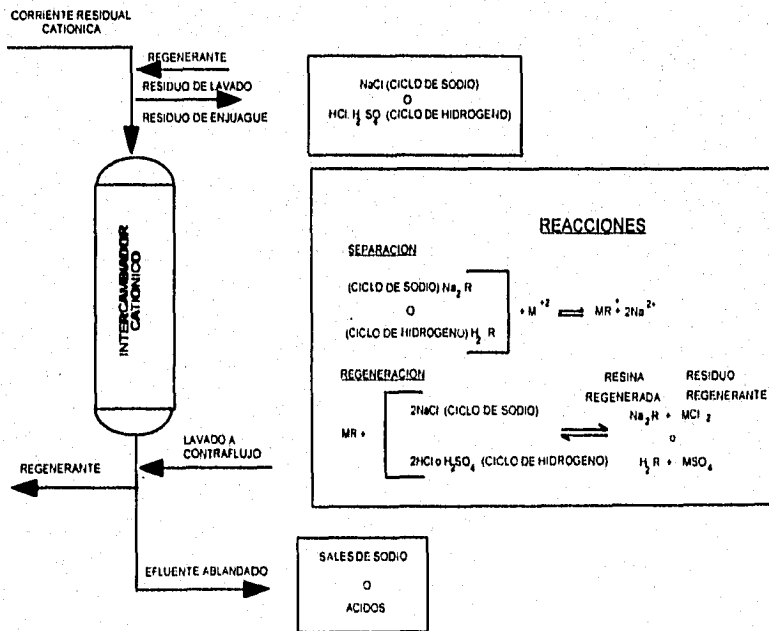 CORRIENTE RESIDUAL
CATIONICA
REGENERANTE
RESIDUO DE LAVADO
RESIDUO DE ENJUAGUE
NaCl (CICLO DE SODIO)
O
HCl. H2SO4 (CICLO DE HIDROGENO)
INTERCAMBIADOR
CATIONICO
REACCIONES
SEPARACION
(CICLO DE SODIO) Na2 R
O
(CICLO DE HIDROGENO) H2 R
+ M+2 ⇌ MR + 2Na2+
REGENERACION
RESINA
REGENERADA
RESIDUO
REGENERANTE
MR +
2NaCl (CICLO DE SODIO)
2HCl o H2SO4 (CICLO DE HIDROGENO)
⇌
Na2R + MCl2
o
H2R + MSO4
LAVADO A
CONTRAFLUJO
REGENERANTE
EFLUENTE ABLANDADO
SALES DE SODIO
O
ACIDOS